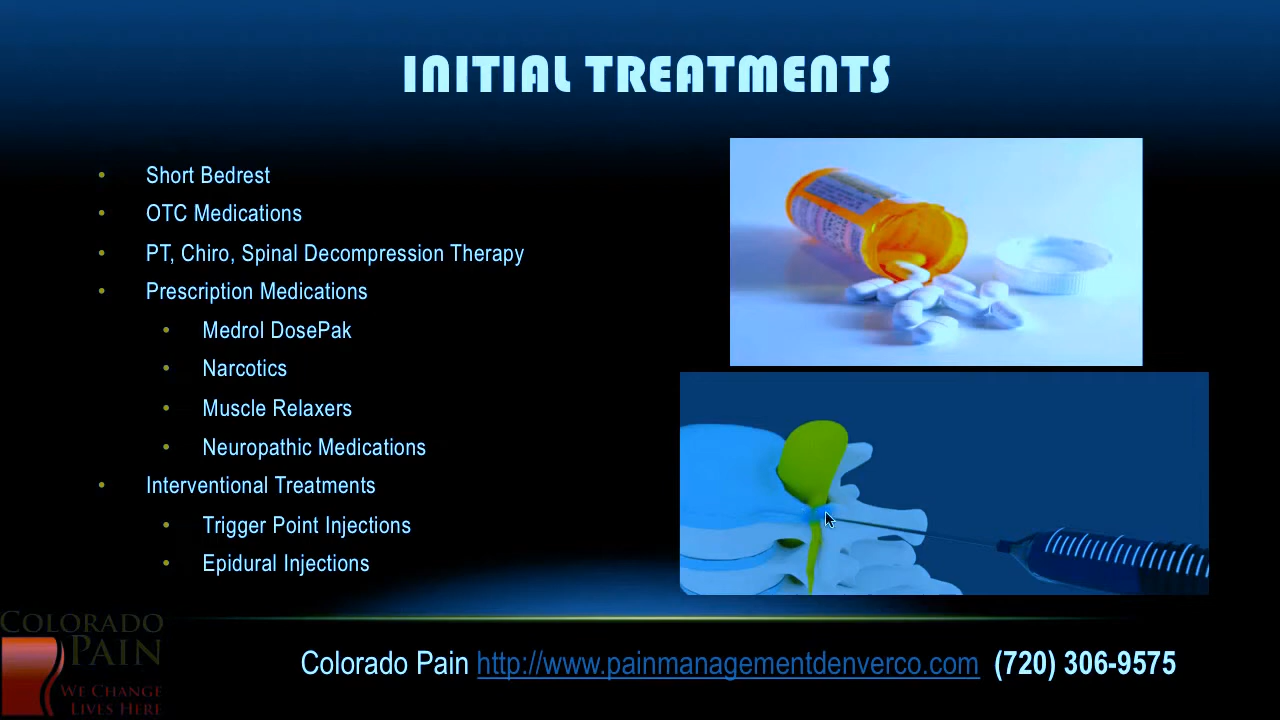 INITIAL TREATMENTS
• Short Bedrest
• OTC Medications
• PT, Chiro, Spinal Decompression Therapy
• Prescription Medications
• Medrol DosePak
• Narcotics
• Muscle Relaxers
• Neuropathic Medications
• Interventional Treatments
• Trigger Point Injections
• Epidural Injections
COLORADO
PAIN
WE CHANGE
LIVES HERE
Colorado Pain http://www.painmanagementdenverco.com (720) 306-9575